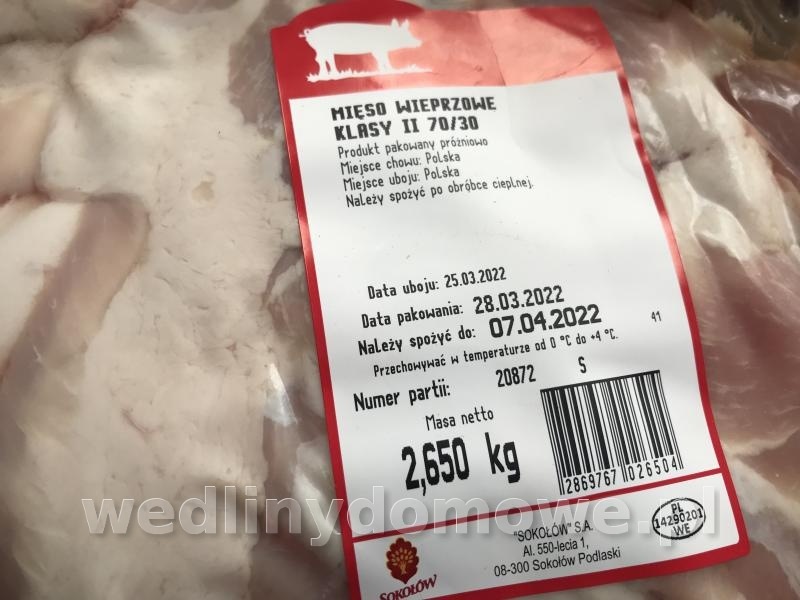 MIĘSO WIEPRZOWE
KLASY II 70/30
Produkt pakowany próżniowo
Miejsce chowu: Polska
Miejsce uboju: Polska
Należy spożyć po obróbce cieplnej.
Data uboju: 25.03.2022
Data pakowania: 28.03.2022
Należy spożyć do: 07.04.2022
41
Przechowywać w temperaturze od 0 °C do +4 °C.
Numer partii: 20872 S
Masa netto
2,650 kg
2869767 026504
wedlinydomowe.pl
PL
14290201
WE
"SOKOŁÓW" S.A.
Al. 550-lecia 1,
08-300 Sokołów Podlaski
SOKOŁÓW